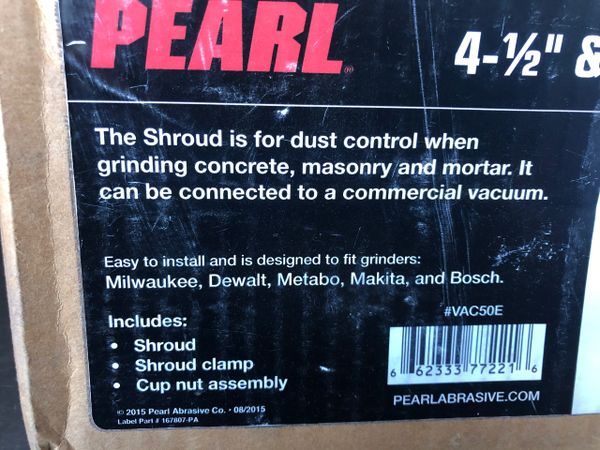 PEARL®
4-½" &
The Shroud is for dust control when
grinding concrete, masonry and mortar. It
can be connected to a commercial vacuum.
Easy to install and is designed to fit grinders:
Milwaukee, Dewalt, Metabo, Makita, and Bosch.
#VAC50E
Includes:
• Shroud
• Shroud clamp
• Cup nut assembly
6 62333 77221 6
PEARLABRASIVE.COM
© 2015 Pearl Abrasive Co. • 08/2015
Label Part # 167807-PA